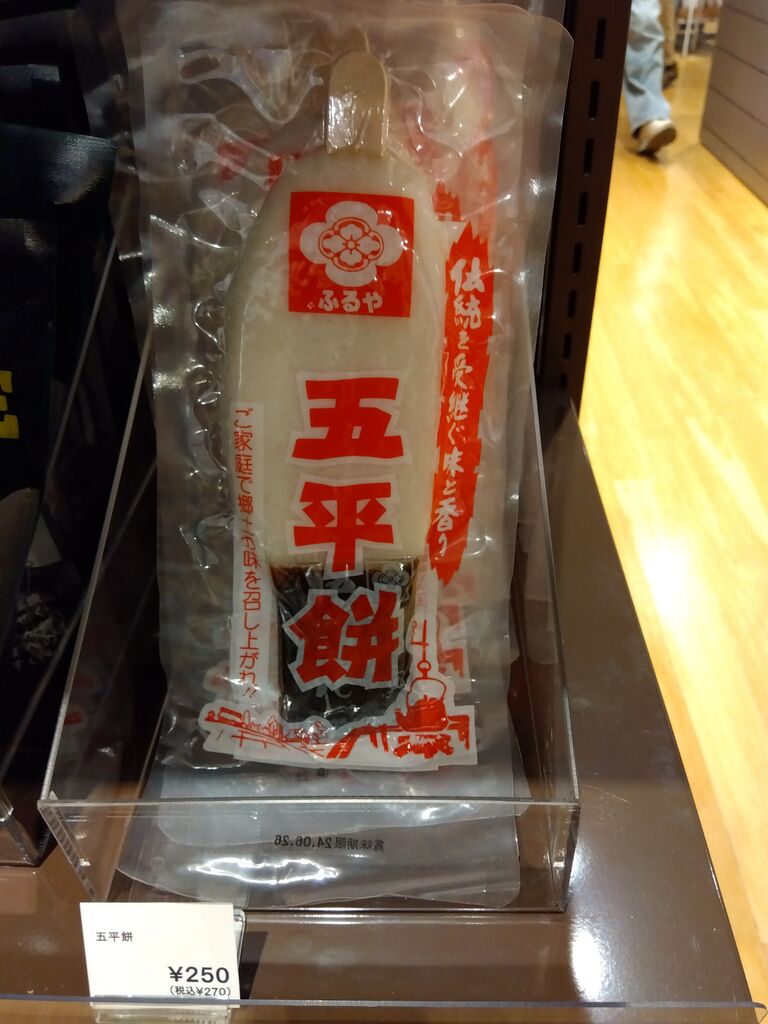 ふるや
伝統を受継ぐ味と香り
五平餅
ご家庭で郷土の味を召し上がれ!!
賞味期限24.06.26
五平餅
¥250
(税込¥270)